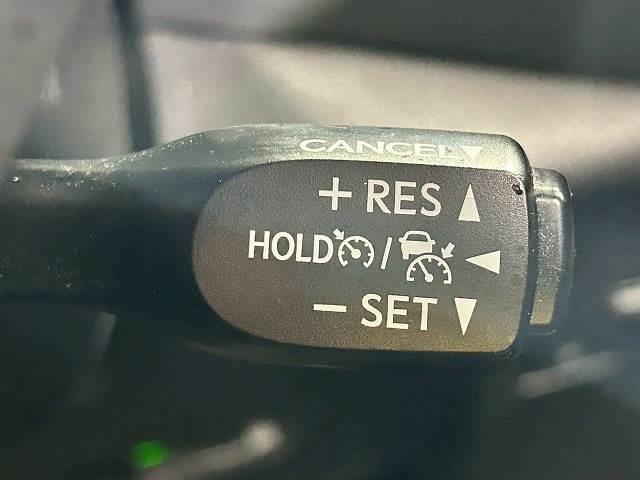 CANCEL▼
+ RES ▲
HOLD / ◀
− SET ▼